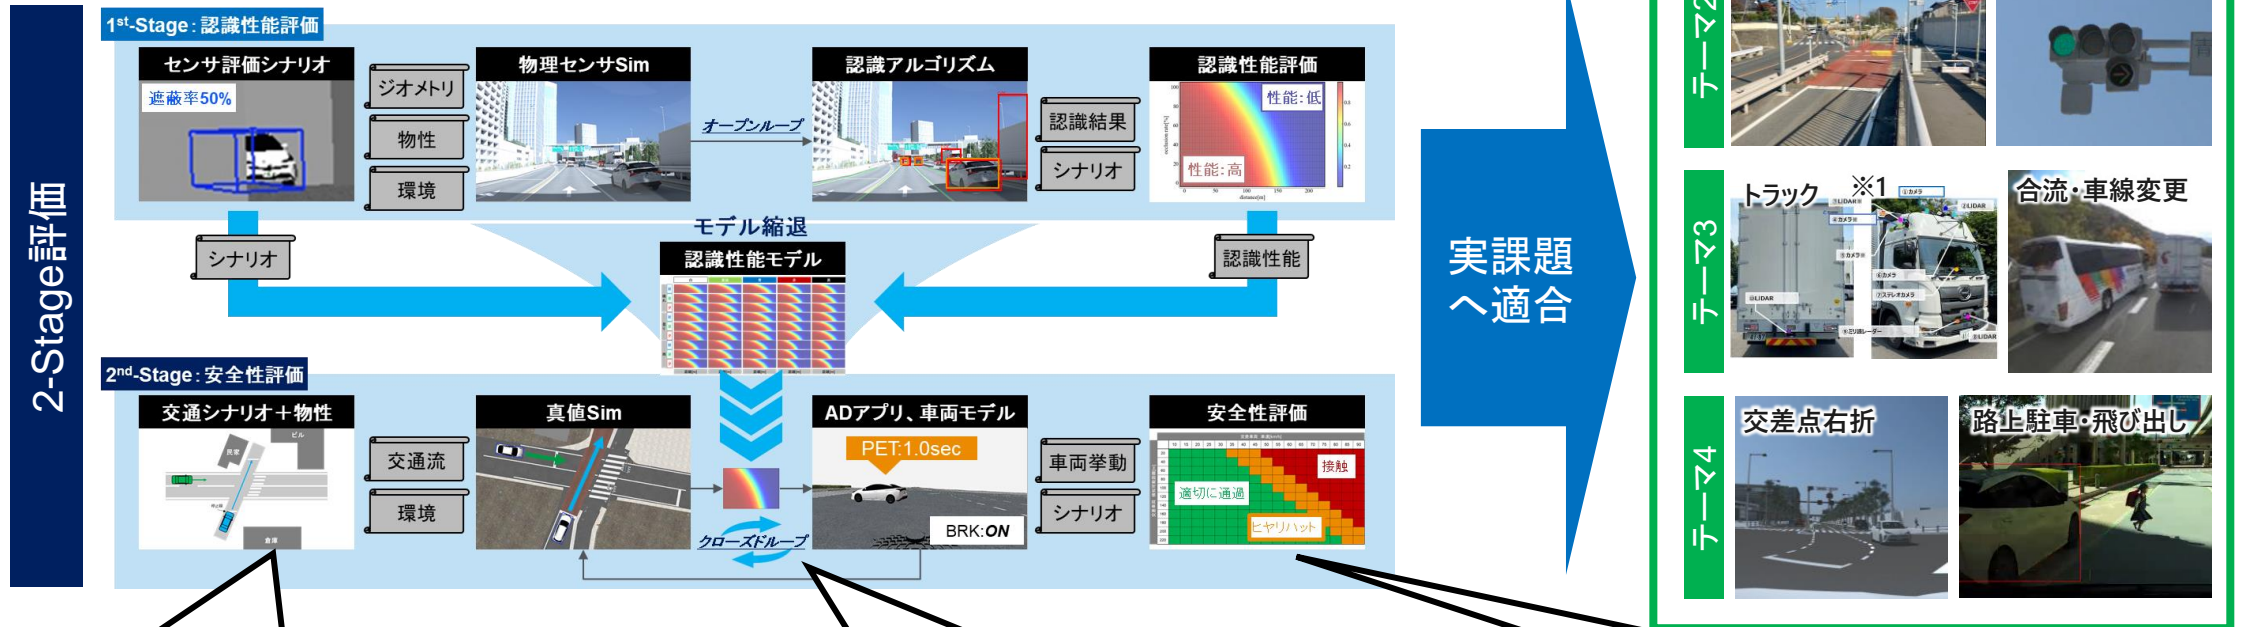 2-Stage評価
1st-Stage：認識性能評価
センサ評価シナリオ
遮蔽率50%
ジオメトリ
物性
環境
物理センサSim
オープンループ
認識アルゴリズム
認識結果
シナリオ
認識性能評価
性能：低
性能：高
シナリオ
モデル縮退
認識性能モデル
認識性能
2nd-Stage：安全性評価
交通シナリオ＋物性
ビル
民家
倉庫
交通流
環境
真値Sim
クローズドループ
ADアプリ、車両モデル
PET:1.0sec
BRK:ON
車両挙動
シナリオ
安全性評価
接触
適切に通過
ヒヤリハット
実課題
へ適合
テーマ2
テーマ3
トラック
※1
合流・車線変更
テーマ4
交差点右折
路上駐車・飛び出し